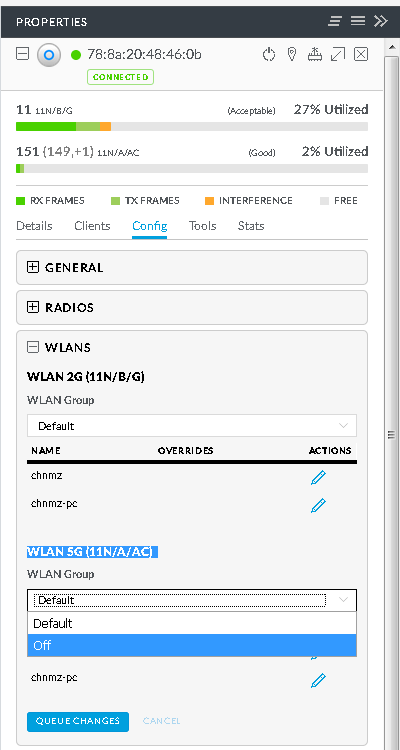 PROPERTIES
78:8a:20:48:46:0b
CONNECTED
11 11N/B/G (Acceptable) 27% Utilized
151 (149,+1) 11N/A/AC (Good) 2% Utilized
RX FRAMES TX FRAMES INTERFERENCE FREE
Details Clients Config Tools Stats
GENERAL
RADIOS
WLANS
WLAN 2G (11N/B/G)
WLAN Group
Default
NAME OVERRIDES ACTIONS
chnmz
chnmz-pc
WLAN 5G (11N/A/AC)
WLAN Group
Default
Default
Off
chnmz-pc
QUEUE CHANGES CANCEL